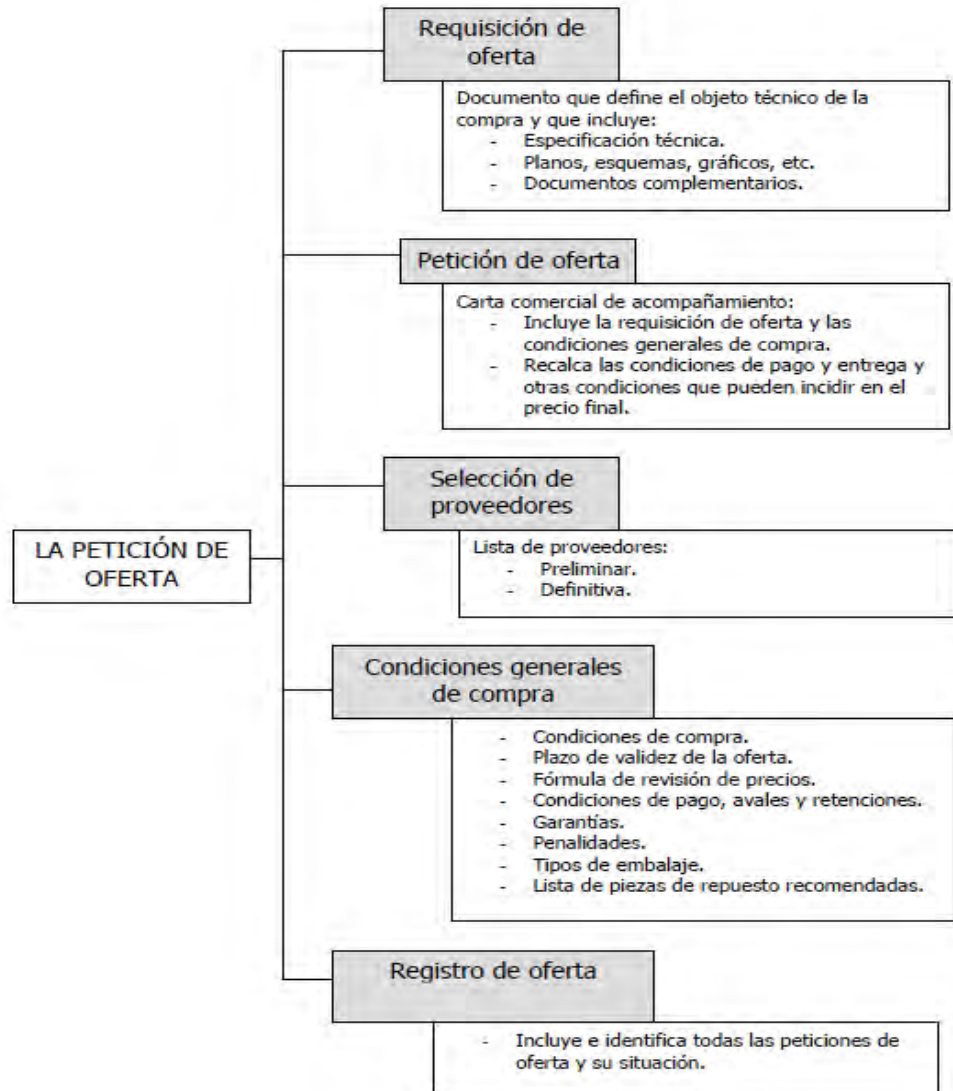 Requisición de
oferta
Documento que define el objeto técnico de la
compra y que incluye:
- Especificación técnica.
- Planos, esquemas, gráficos, etc.
- Documentos complementarios.
Petición de oferta
Carta comercial de acompañamiento:
- Incluye la requisición de oferta y las
condiciones generales de compra.
- Recalca las condiciones de pago y entrega y
otras condiciones que pueden incidir en el
precio final.
Selección de
proveedores
Lista de proveedores:
- Preliminar.
- Definitiva.
LA PETICIÓN DE
OFERTA
Condiciones generales
de compra
- Condiciones de compra.
- Plazo de validez de la oferta.
- Fórmula de revisión de precios.
- Condiciones de pago, avales y retenciones.
- Garantías.
- Penalidades.
- Tipos de embalaje.
- Lista de piezas de repuesto recomendadas.
Registro de oferta
- Incluye e identifica todas las peticiones de
oferta y su situación.